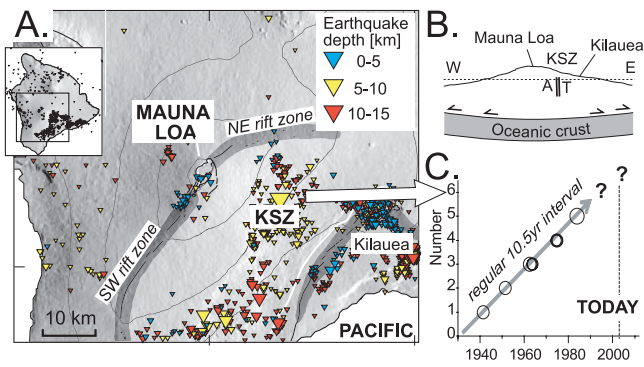 A.
Earthquake
depth [km]
0-5
5-10
10-15
MAUNA
LOA
NE rift zone
KSZ
SW rift zone
Kilauea
10 km
PACIFIC
B.
Mauna Loa
KSZ
Kilauea
W
E
A
T
Oceanic crust
C.
Number
6
5
4
3
2
1
0
regular 10.5yr interval
?
?
TODAY
1940
1960
1980
2000